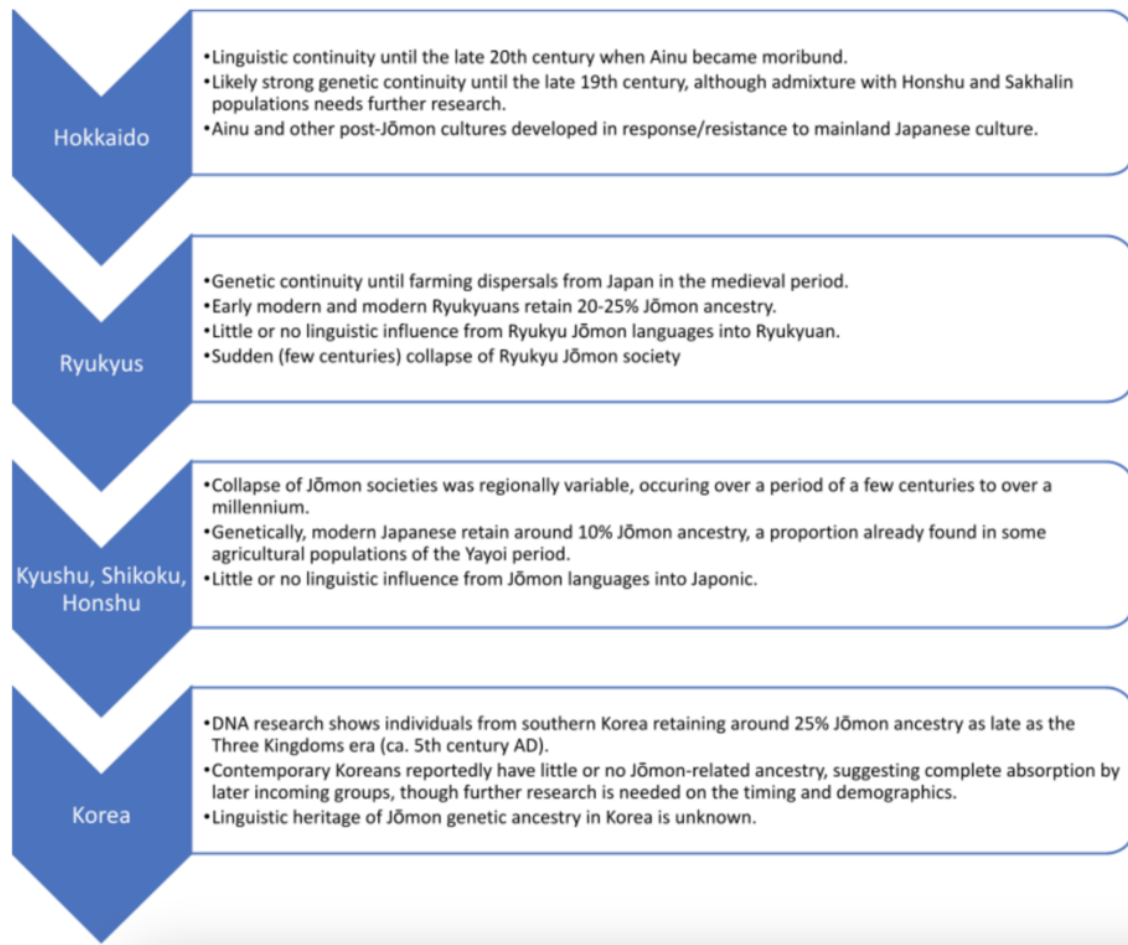 Hokkaido
•Linguistic continuity until the late 20th century when Ainu became moribund.
•Likely strong genetic continuity until the late 19th century, although admixture with Honshu and Sakhalin
populations needs further research.
•Ainu and other post-Jōmon cultures developed in response/resistance to mainland Japanese culture.
Ryukyus
•Genetic continuity until farming dispersals from Japan in the medieval period.
•Early modern and modern Ryukyuans retain 20-25% Jōmon ancestry.
•Little or no linguistic influence from Ryukyu Jōmon languages into Ryukyuan.
•Sudden (few centuries) collapse of Ryukyu Jōmon society
Kyushu, Shikoku,
Honshu
•Collapse of Jōmon societies was regionally variable, occuring over a period of a few centuries to over a
millennium.
•Genetically, modern Japanese retain around 10% Jōmon ancestry, a proportion already found in some
agricultural populations of the Yayoi period.
•Little or no linguistic influence from Jōmon languages into Japonic.
Korea
•DNA research shows individuals from southern Korea retaining around 25% Jōmon ancestry as late as the
Three Kingdoms era (ca. 5th century AD).
•Contemporary Koreans reportedly have little or no Jōmon-related ancestry, suggesting complete absorption by
later incoming groups, though further research is needed on the timing and demographics.
•Linguistic heritage of Jōmon genetic ancestry in Korea is unknown.